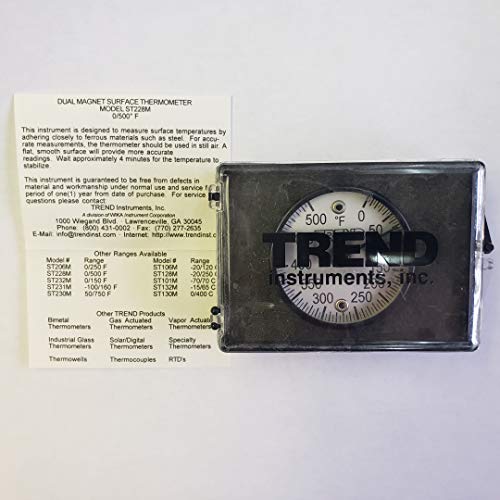 DUAL MAGNET SURFACE THERMOMETER
MODEL ST228M
0/500° F
This instrument is designed to measure surface temperatures by
adhering closely to ferrous materials such as steel. For accu-
rate measurements, the thermometer should be used in still air. A
flat, smooth surface will provide more accurate
readings. Wait approximately 4 minutes for the temperature to
stabilize.
This instrument is guaranteed to be free from defects in
material and workmanship under normal use and service f
period of one(1) year from date of purchase. For service
questions please contact
TREND Instruments, Inc.
A division of WIKA Instrument Corporation
1000 Wiegand Blvd. · Lawrenceville, GA 30045
Phone: (800) 431-0002 · Fax: (770) 277-2635
E-Mail: info@trendinst.com · Internet: http://www.trendinst
Other Ranges Available
Model # Range Model # Range
ST206M 0/250 F ST106M -20/120 C
ST228M 0/500 F ST128M -20/250 C
ST232M 0/150 F ST101M -70/70 C
ST231M -100/160 F ST132M -15/65 C
ST230M 50/750 F ST130M 0/400 C
Other TREND Products
Bimetal Gas Actuated Vapor Actuated
Thermometers Thermometers Thermometers
Industrial Glass Solar/Digital Specialty
Thermometers Thermometers Thermometers
Thermowells Thermocouples RTD's
500 °F 0
50
TREND
instruments, inc.
350 300 250 200